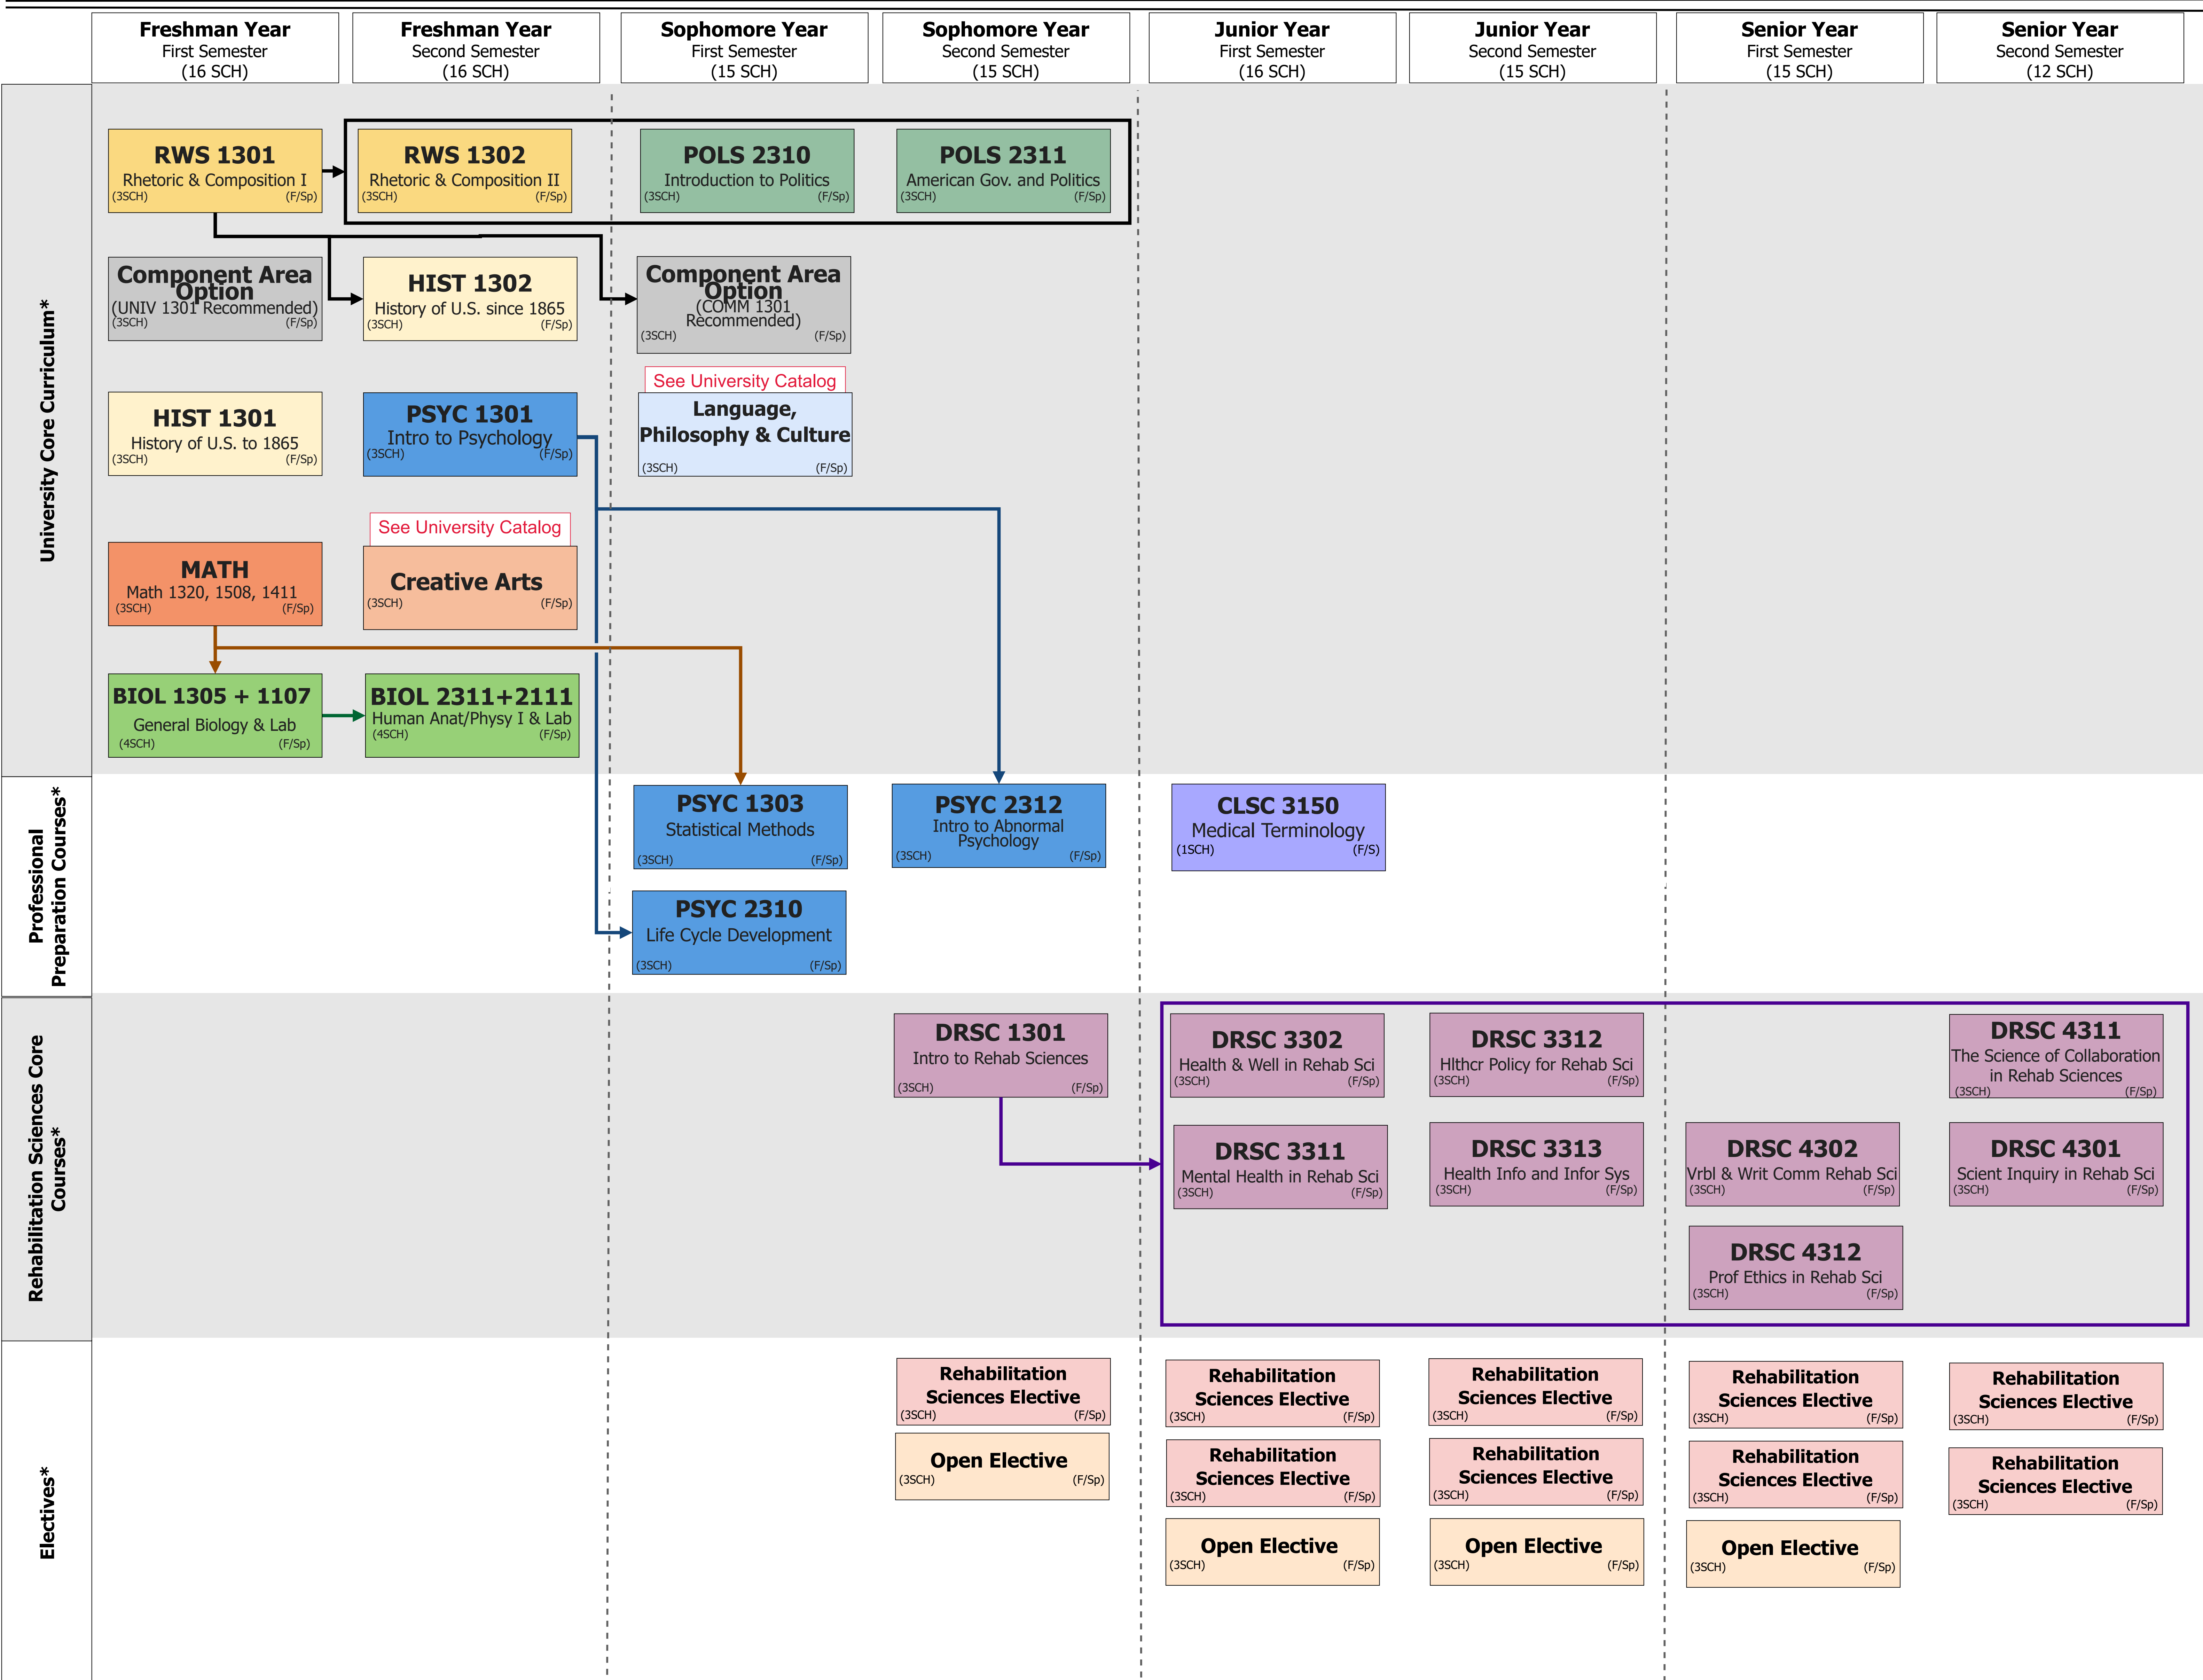 Freshman Year
First Semester
(16 SCH)
Freshman Year
Second Semester
(16 SCH)
Sophomore Year
First Semester
(15 SCH)
Sophomore Year
Second Semester
(15 SCH)
Junior Year
First Semester
(16 SCH)
Junior Year
Second Semester
(15 SCH)
Senior Year
First Semester
(15 SCH)
Senior Year
Second Semester
(12 SCH)
University Core Curriculum*
RWS 1301
Rhetoric & Composition I
(3SCH) (F/Sp)
RWS 1302
Rhetoric & Composition II
(3SCH) (F/Sp)
POLS 2310
Introduction to Politics
(3SCH) (F/Sp)
POLS 2311
American Gov. and Politics
(3SCH) (F/Sp)
Component Area
Option
(UNIV 1301 Recommended)
(3SCH) (F/Sp)
HIST 1302
History of U.S. since 1865
(3SCH) (F/Sp)
Component Area
Option
(COMM 1301
Recommended)
(3SCH) (F/Sp)
HIST 1301
History of U.S. to 1865
(3SCH) (F/Sp)
PSYC 1301
Intro to Psychology
(3SCH) (F/Sp)
See University Catalog
Language,
Philosophy & Culture
(3SCH) (F/Sp)
MATH
Math 1320, 1508, 1411
(3SCH) (F/Sp)
See University Catalog
Creative Arts
(3SCH) (F/Sp)
BIOL 1305 + 1107
General Biology & Lab
(4SCH) (F/Sp)
BIOL 2311+2111
Human Anat/Physy I & Lab
(4SCH) (F/Sp)
Professional
Preparation Courses*
PSYC 1303
Statistical Methods
(3SCH) (F/Sp)
PSYC 2312
Intro to Abnormal
Psychology
(3SCH) (F/Sp)
CLSC 3150
Medical Terminology
(1SCH) (F/S)
PSYC 2310
Life Cycle Development
(3SCH) (F/Sp)
Rehabilitation Sciences Core
Courses*
DRSC 1301
Intro to Rehab Sciences
(3SCH) (F/Sp)
DRSC 3302
Health & Well in Rehab Sci
(3SCH) (F/Sp)
DRSC 3312
Hlthcr Policy for Rehab Sci
(3SCH) (F/Sp)
DRSC 4311
The Science of Collaboration
in Rehab Sciences
(3SCH) (F/Sp)
DRSC 3311
Mental Health in Rehab Sci
(3SCH) (F/Sp)
DRSC 3313
Health Info and Infor Sys
(3SCH) (F/Sp)
DRSC 4302
Vrbl & Writ Comm Rehab Sci
(3SCH) (F/Sp)
DRSC 4301
Scient Inquiry in Rehab Sci
(3SCH) (F/Sp)
DRSC 4312
Prof Ethics in Rehab Sci
(3SCH) (F/Sp)
Electives*
Rehabilitation
Sciences Elective
(3SCH) (F/Sp)
Rehabilitation
Sciences Elective
(3SCH) (F/Sp)
Rehabilitation
Sciences Elective
(3SCH) (F/Sp)
Rehabilitation
Sciences Elective
(3SCH) (F/Sp)
Rehabilitation
Sciences Elective
(3SCH) (F/Sp)
Open Elective
(3SCH) (F/Sp)
Rehabilitation
Sciences Elective
(3SCH) (F/Sp)
Rehabilitation
Sciences Elective
(3SCH) (F/Sp)
Rehabilitation
Sciences Elective
(3SCH) (F/Sp)
Rehabilitation
Sciences Elective
(3SCH) (F/Sp)
Open Elective
(3SCH) (F/Sp)
Open Elective
(3SCH) (F/Sp)
Open Elective
(3SCH) (F/Sp)